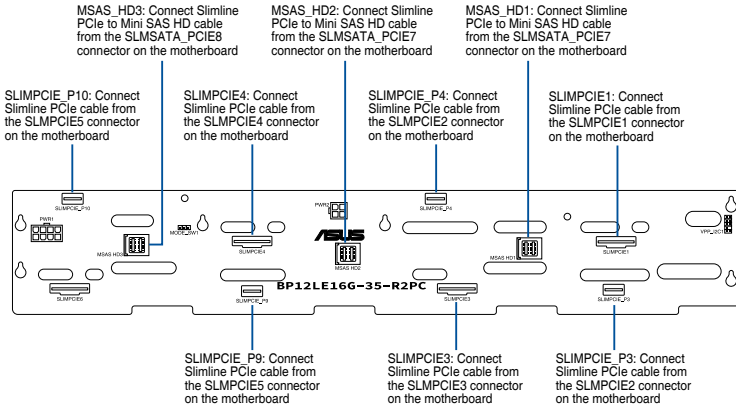 MSAS_HD3: Connect Slimline
PCIe to Mini SAS HD cable
from the SLMSATA_PCIE8
connector on the motherboard
MSAS_HD2: Connect Slimline
PCIe to Mini SAS HD cable
from the SLMSATA_PCIE7
connector on the motherboard
MSAS_HD1: Connect Slimline
PCIe to Mini SAS HD cable
from the SLMSATA_PCIE7
connector on the motherboard
SLIMPCIE_P10: Connect
Slimline PCIe cable from
the SLMPCIE5 connector
on the motherboard
SLIMPCIE4: Connect
Slimline PCIe cable from
the SLMPCIE4 connector
on the motherboard
SLIMPCIE_P4: Connect
Slimline PCIe cable from
the SLMPCIE2 connector
on the motherboard
SLIMPCIE1: Connect
Slimline PCIe cable from
the SLMPCIE1 connector
on the motherboard
SLIMPCIE_P10
PWR2
SLIMPCIE_P4
PWR1
MODE_SW1
ASUS
VPP_I2C1
MSAS HD3
SLIMPCIE4
MSAS HD2
MSAS HD1
SLIMPCIE1
BP12LE16G-35-R2PC
SLIMPCIE6
SLIMPCIE_P9
SLIMPCIE3
SLIMPCIE_P3
SLIMPCIE_P9: Connect
Slimline PCIe cable from
the SLMPCIE5 connector
on the motherboard
SLIMPCIE3: Connect
Slimline PCIe cable from
the SLMPCIE3 connector
on the motherboard
SLIMPCIE_P3: Connect
Slimline PCIe cable from
the SLMPCIE2 connector
on the motherboard